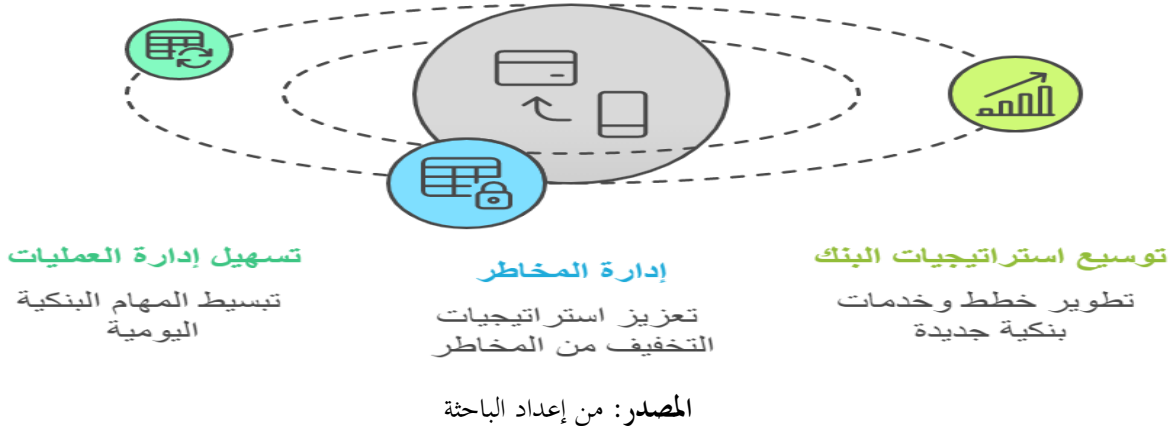 توسيع استراتيجيات البنك
تطوير خطط وخدمات
بنكية جديدة
إدارة المخاطر
تعزيز استراتيجيات
التخفيف من المخاطر
تسهيل إدارة العمليات
تبسيط المهام البنكية
اليومية
المصدر: من إعداد الباحثة